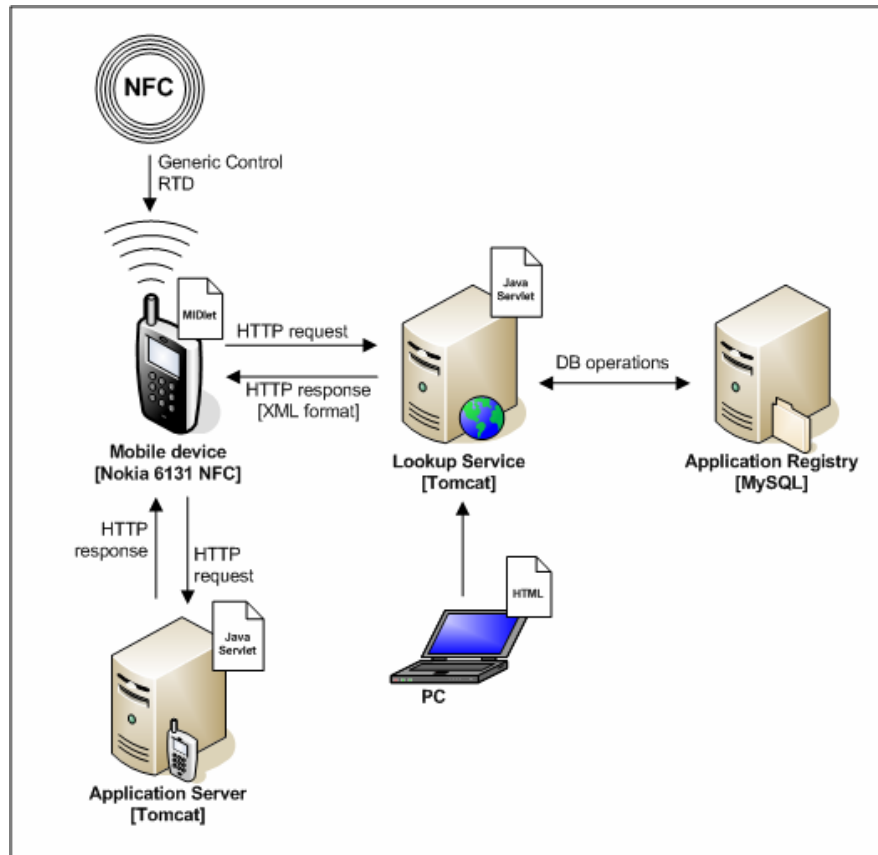 NFC
Generic Control
RTD
MIDlet
HTTP request
HTTP response
[XML format]
Mobile device
[Nokia 6131 NFC]
Java
Servlet
Lookup Service
[Tomcat]
DB operations
Application Registry
[MySQL]
HTTP
response
HTTP
request
Java
Servlet
Application Server
[Tomcat]
HTML
PC